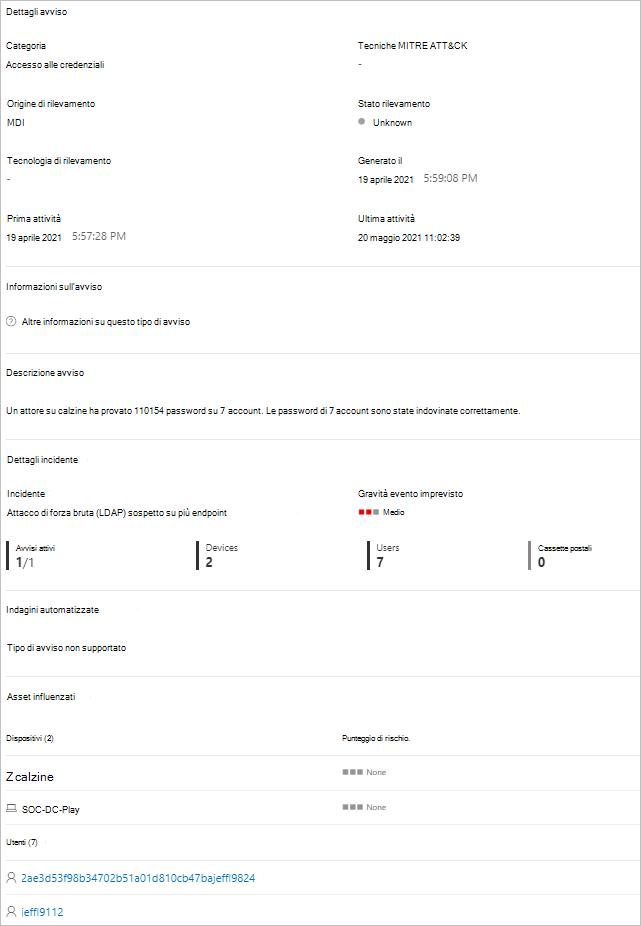 Dettagli avviso
Categoria
Tecniche MITRE ATT&CK
Accesso alle credenziali
-
Origine di rilevamento
Stato rilevamento
MDI
Unknown
Tecnologia di rilevamento
Generato il
-
19 aprile 2021 5:59:08 PM
Prima attività
Ultima attività
19 aprile 2021 5:57:28 PM
20 maggio 2021 11:02:39
Informazioni sull'avviso
Altre informazioni su questo tipo di avviso
Descrizione avviso
Un attore su calzine ha provato 110154 password su 7 account. Le password di 7 account sono state indovinate correttamente.
Dettagli incidente
Incidente
Gravità evento imprevisto
Attacco di forza bruta (LDAP) sospetto su più endpoint
Medio
Avvisi attivi
Devices
Users
Cassette postali
1/1
2
7
0
Indagini automatizzate
Tipo di avviso non supportato
Asset influenzati
Dispositivi (2)
Punteggio di rischio.
Z calzine
None
SOC-DC-Play
None
Utenti (7)
2ae3d53f98b34702b51a01d810cb47bajeffl9824
jeffl9112